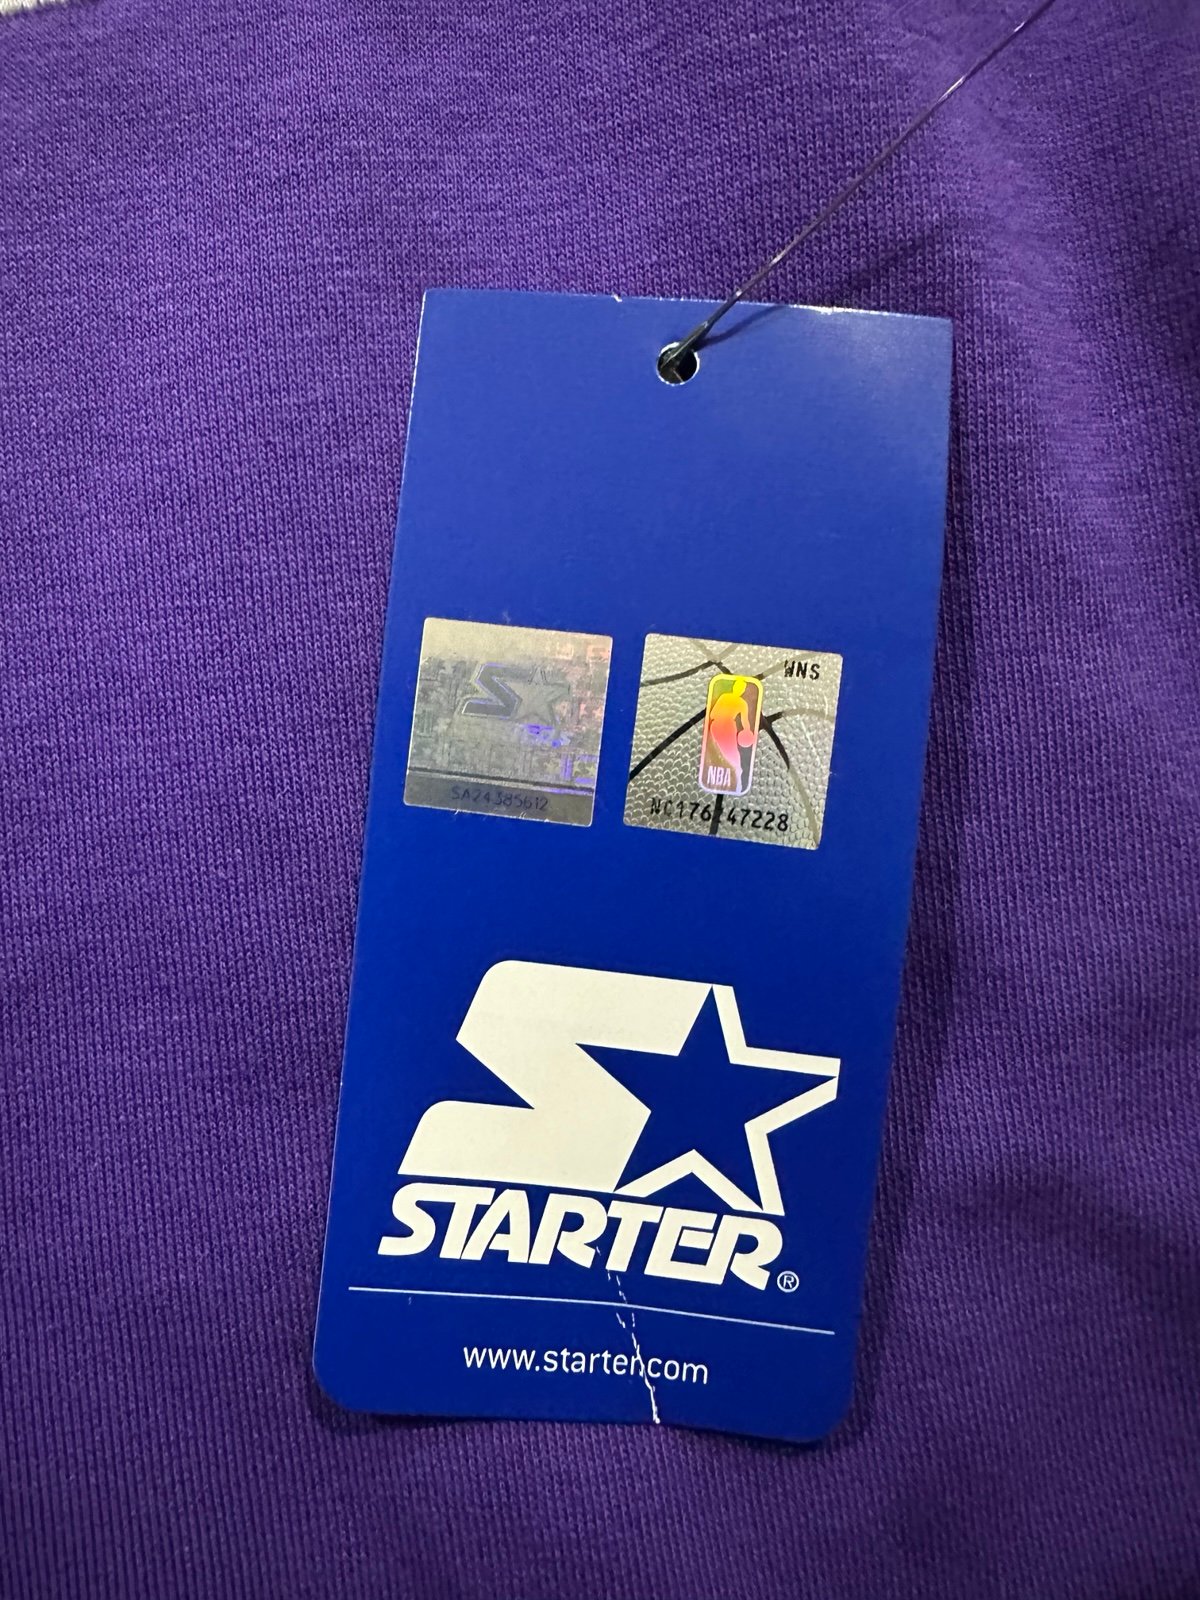 WNS
NBA
SA24385612
NC176247228
STARTER®
www.starter.com